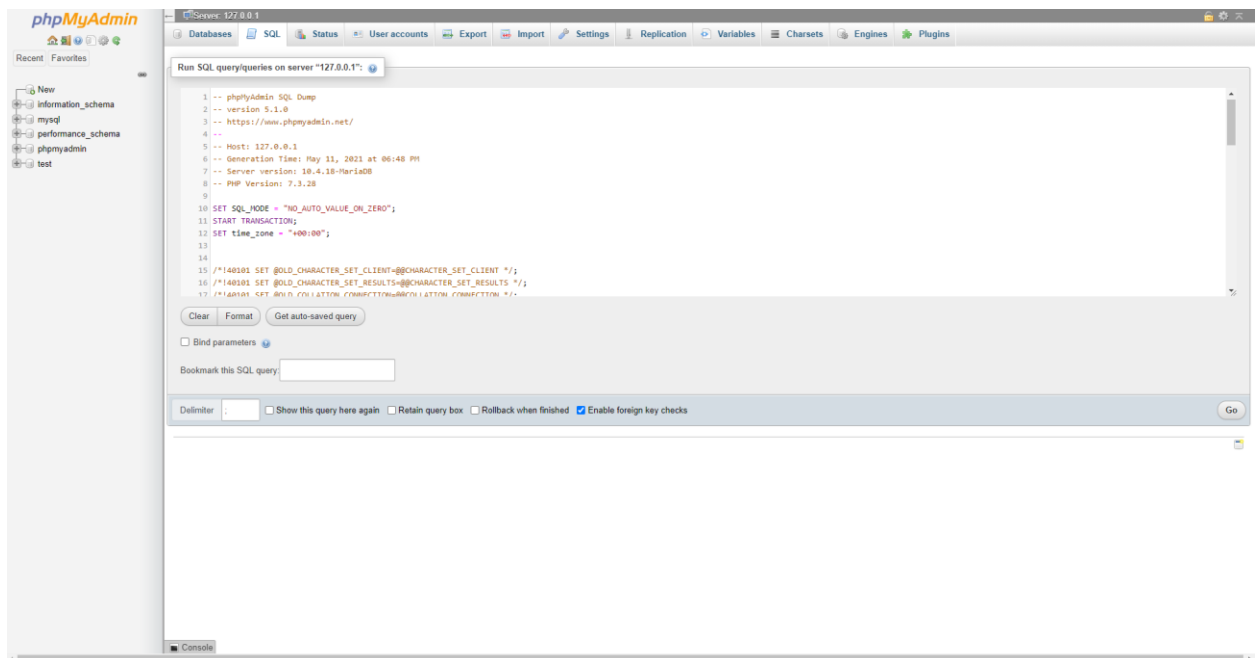 phpMyAdmin
Recent Favorites
New
information_schema
mysql
performance_schema
phpmyadmin
test
Server: 127.0.0.1
Databases SQL Status User accounts Export Import Settings Replication Variables Charsets Engines Plugins
Run SQL query/queries on server “127.0.0.1”:
1 -- phpMyAdmin SQL Dump
2 -- version 5.1.0
3 -- https://www.phpmyadmin.net/
4 --
5 -- Host: 127.0.0.1
6 -- Generation Time: May 11, 2021 at 06:48 PM
7 -- Server version: 10.4.18-MariaDB
8 -- PHP Version: 7.3.28
9
10 SET SQL_MODE = "NO_AUTO_VALUE_ON_ZERO";
11 START TRANSACTION;
12 SET time_zone = "+00:00";
13
14
15 /*!40101 SET @OLD_CHARACTER_SET_CLIENT=@@CHARACTER_SET_CLIENT */;
16 /*!40101 SET @OLD_CHARACTER_SET_RESULTS=@@CHARACTER_SET_RESULTS */;
17 /*!40101 SET @OLD_COLLATION_CONNECTION=@@COLLATION_CONNECTION */;
Clear Format Get auto-saved query
Bind parameters
Bookmark this SQL query:
Delimiter ; Show this query here again Retain query box Rollback when finished Enable foreign key checks Go
Console